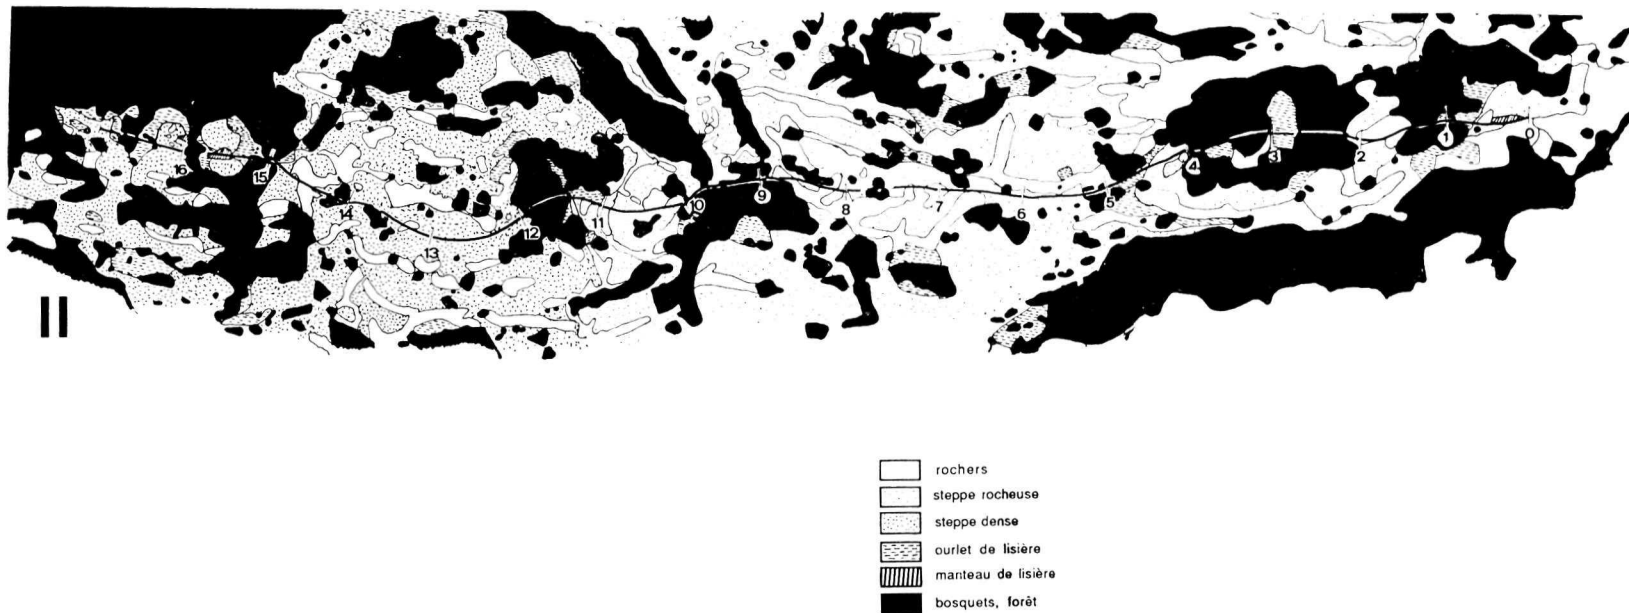 16
15
14
13
12
11
10
9
8
7
6
5
4
3
2
1
0
II
rochers
steppe rocheuse
steppe dense
ourlet de lisière
manteau de lisière
bosquets, forêt